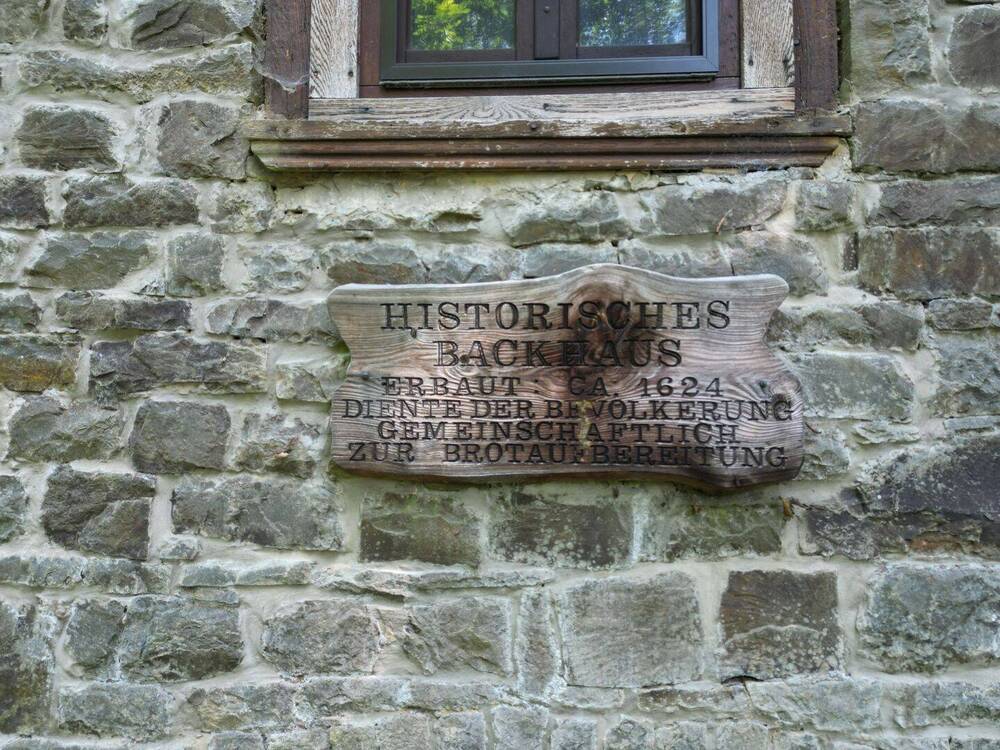 HISTORISCHES
BACKHAUS
ERBAUT · CA. 1624
DIENTE DER BEVÖLKERUNG
GEMEINSCHAFTLICH
ZUR BROTAUFBEREITUNG